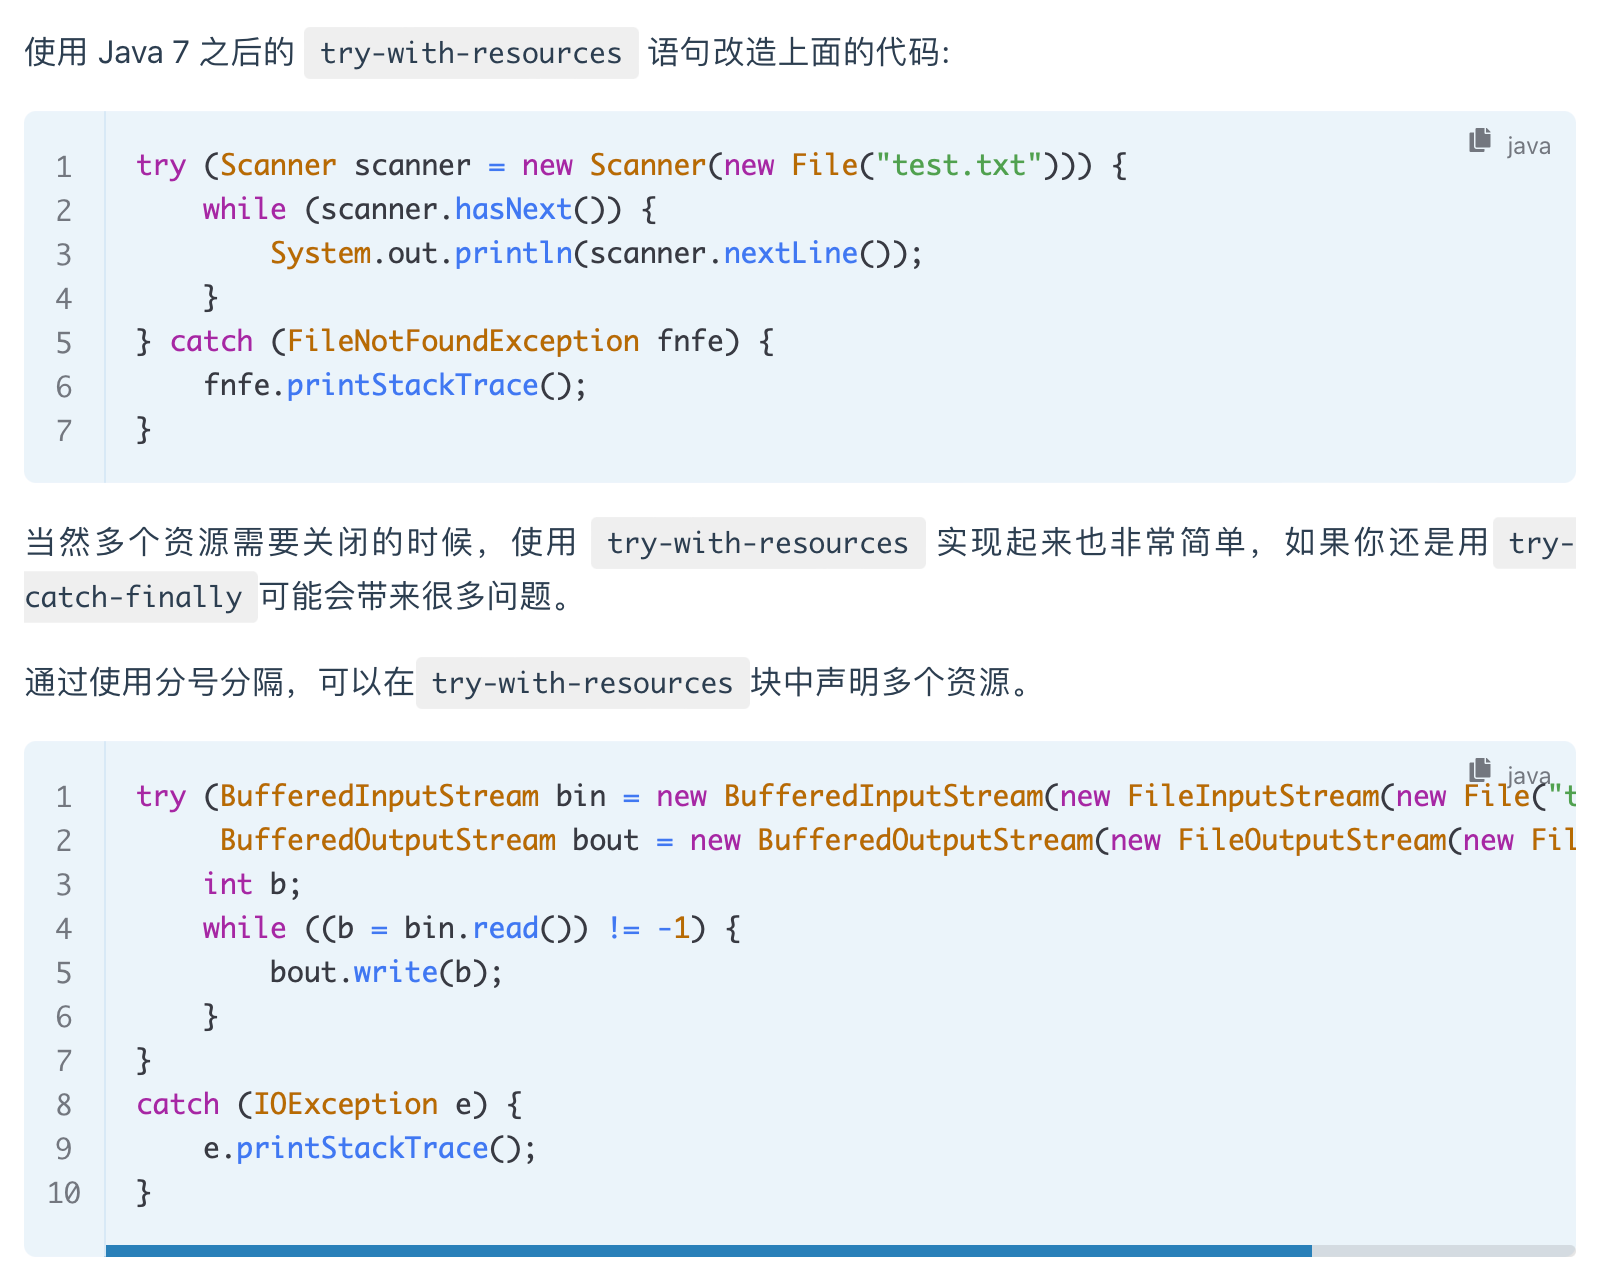 使用 Java 7 之后的 try-with-resources 语句改造上面的代码:
java
1 try (Scanner scanner = new Scanner(new File("test.txt"))) {
2     while (scanner.hasNext()) {
3         System.out.println(scanner.nextLine());
4     }
5 } catch (FileNotFoundException fnfe) {
6     fnfe.printStackTrace();
7 }
当然多个资源需要关闭的时候，使用 try-with-resources 实现起来也非常简单，如果你还是用 try-
catch-finally 可能会带来很多问题。
通过使用分号分隔，可以在 try-with-resources 块中声明多个资源。
java
1 try (BufferedInputStream bin = new BufferedInputStream(new FileInputStream(new File("t
2      BufferedOutputStream bout = new BufferedOutputStream(new FileOutputStream(new Fil
3     int b;
4     while ((b = bin.read()) != -1) {
5         bout.write(b);
6     }
7 }
8 catch (IOException e) {
9     e.printStackTrace();
10 }